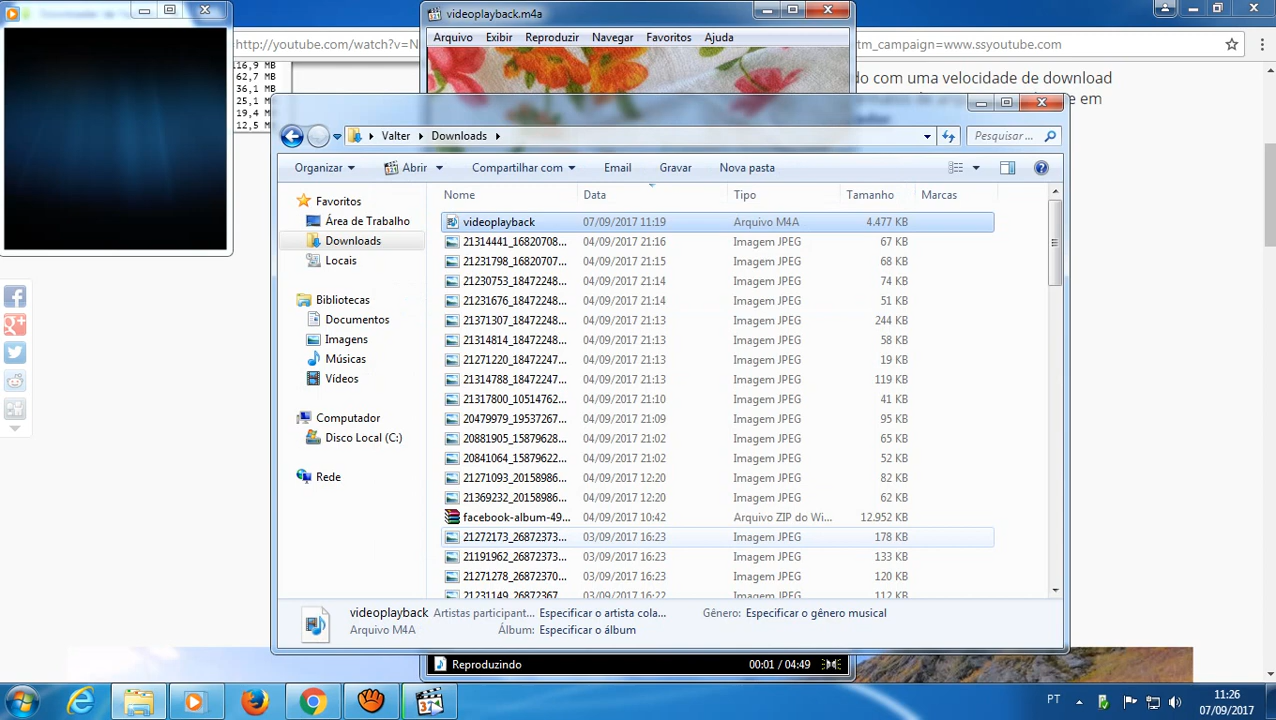 videoplayback.m4a
Arquivo Exibir Reproduzir Navegar Favoritos Ajuda
http://youtube.com/watch?v=N
tm_campaign=www.ssyoutube.com
116,9 MB
62,7 MB
36,1 MB
25,1 MB
19,4 MB
12,5 MB
do com uma velocidade de download
e em
Valter Downloads
Pesquisar...
Organizar Abrir Compartilhar com Email Gravar Nova pasta
Nome Data Tipo Tamanho Marcas
Favoritos
Área de Trabalho
Downloads
Locais
Bibliotecas
Documentos
Imagens
Músicas
Vídeos
Computador
Disco Local (C:)
Rede
videoplayback 07/09/2017 11:19 Arquivo M4A 4.477 KB
21314441_16820708... 04/09/2017 21:16 Imagem JPEG 67 KB
21231798_16820707... 04/09/2017 21:15 Imagem JPEG 68 KB
21230753_18472248... 04/09/2017 21:14 Imagem JPEG 74 KB
21231676_18472248... 04/09/2017 21:14 Imagem JPEG 51 KB
21371307_18472248... 04/09/2017 21:13 Imagem JPEG 244 KB
21314814_18472248... 04/09/2017 21:13 Imagem JPEG 58 KB
21271220_18472247... 04/09/2017 21:13 Imagem JPEG 19 KB
21314788_18472247... 04/09/2017 21:13 Imagem JPEG 119 KB
21317800_10514762... 04/09/2017 21:10 Imagem JPEG 41 KB
20479979_19537267... 04/09/2017 21:09 Imagem JPEG 95 KB
20881905_15879628... 04/09/2017 21:02 Imagem JPEG 65 KB
20841064_15879622... 04/09/2017 21:02 Imagem JPEG 52 KB
21271093_20158986... 04/09/2017 12:20 Imagem JPEG 82 KB
21369232_20158986... 04/09/2017 12:20 Imagem JPEG 62 KB
facebook-album-49... 04/09/2017 10:42 Arquivo ZIP do Wi... 12.952 KB
21272173_26872373... 03/09/2017 16:23 Imagem JPEG 178 KB
21191962_26872373... 03/09/2017 16:23 Imagem JPEG 133 KB
21271278_26872370... 03/09/2017 16:23 Imagem JPEG 120 KB
21231149_26872367... 03/09/2017 16:23 Imagem JPEG 112 KB
videoplayback Artistas participant... Especificar o artista cola... Gênero: Especificar o gênero musical
Arquivo M4A Álbum: Especificar o álbum
Reproduzindo 00:01 / 04:49
PT
11:26
07/09/2017